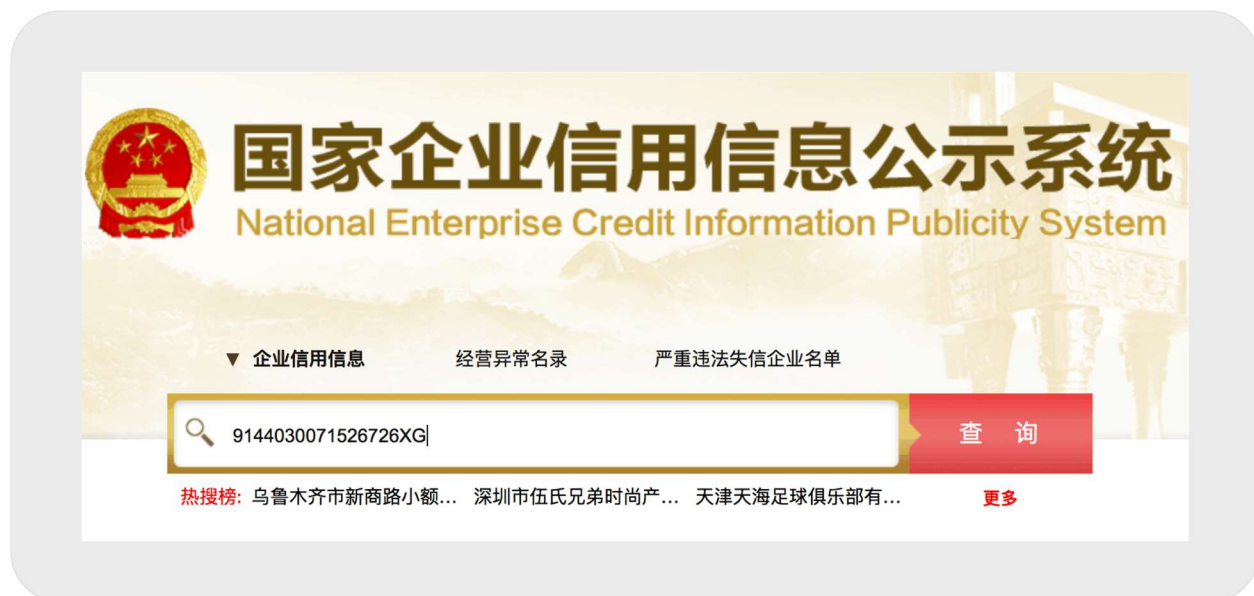 国家企业信用信息公示系统
National Enterprise Credit Information Publicity System
▼ 企业信用信息 经营异常名录 严重违法失信企业名单
9144030071526726XG 查 询
热搜榜: 乌鲁木齐市新商路小额... 深圳市伍氏兄弟时尚产... 天津天海足球俱乐部有... 更多